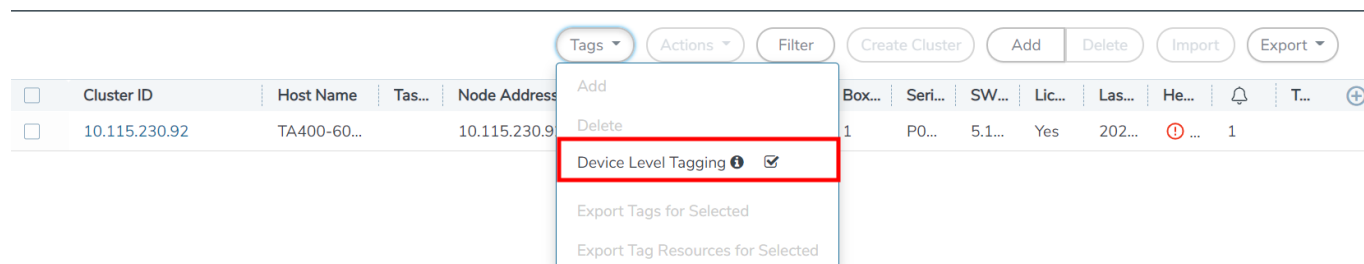 Tags Actions Filter Create Cluster Add Delete Import Export
Add
Delete
Device Level Tagging
Export Tags for Selected
Export Tag Resources for Selected
Cluster ID Host Name Tas... Node Address Box... Seri... SW... Lic... Las... He... T...
10.115.230.92 TA400-60... 10.115.230.9 1 P0... 5.1... Yes 202... ... 1